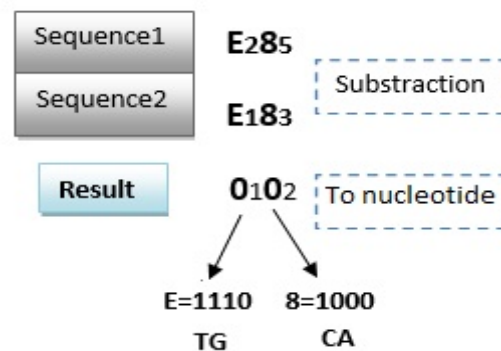 Sequence1 E285
Substraction
Sequence2 E183
Result 0102 To nucleotide
E=1110 8=1000
TG CA